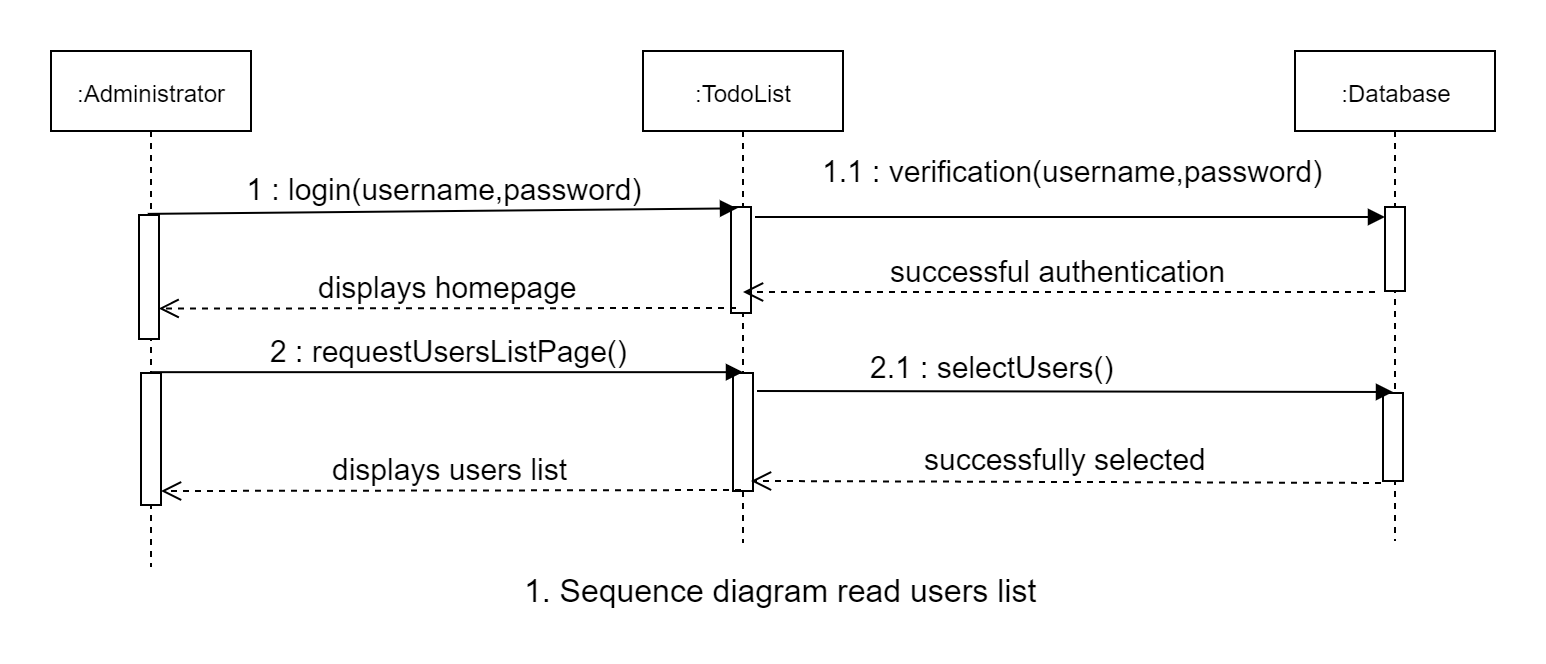 :Administrator
:TodoList
:Database
1 : login(username,password)
1.1 : verification(username,password)
successful authentication
displays homepage
2 : requestUsersListPage()
2.1 : selectUsers()
successfully selected
displays users list
1. Sequence diagram read users list